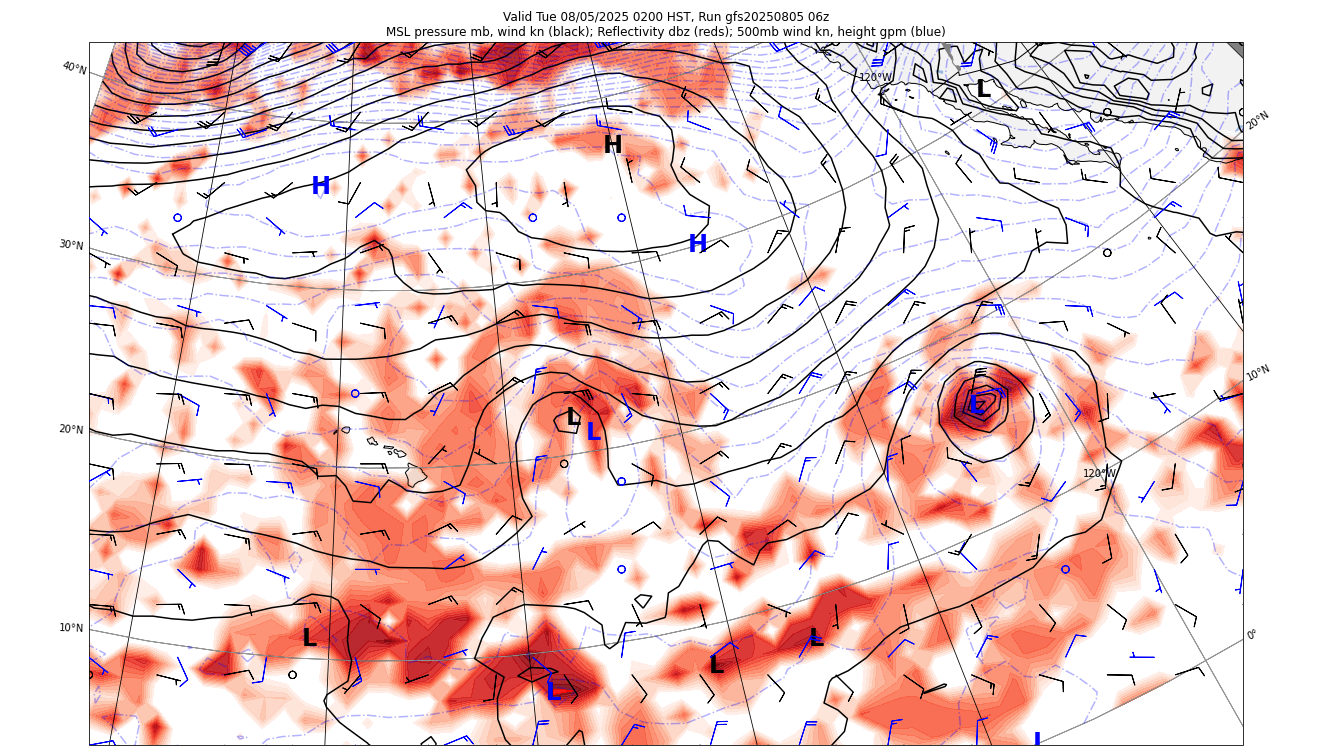 Valid Tue 08/05/2025 0200 HST, Run gfs20250805 06z
MSL pressure mb, wind kn (black); Reflectivity dbz (reds); 500mb wind kn, height gpm (blue)
40°N
120°W
L
20°N
H
H
30°N
H
10°N
L
L
20°N
L
120°W
10°N
L
L
0°
L
L
L